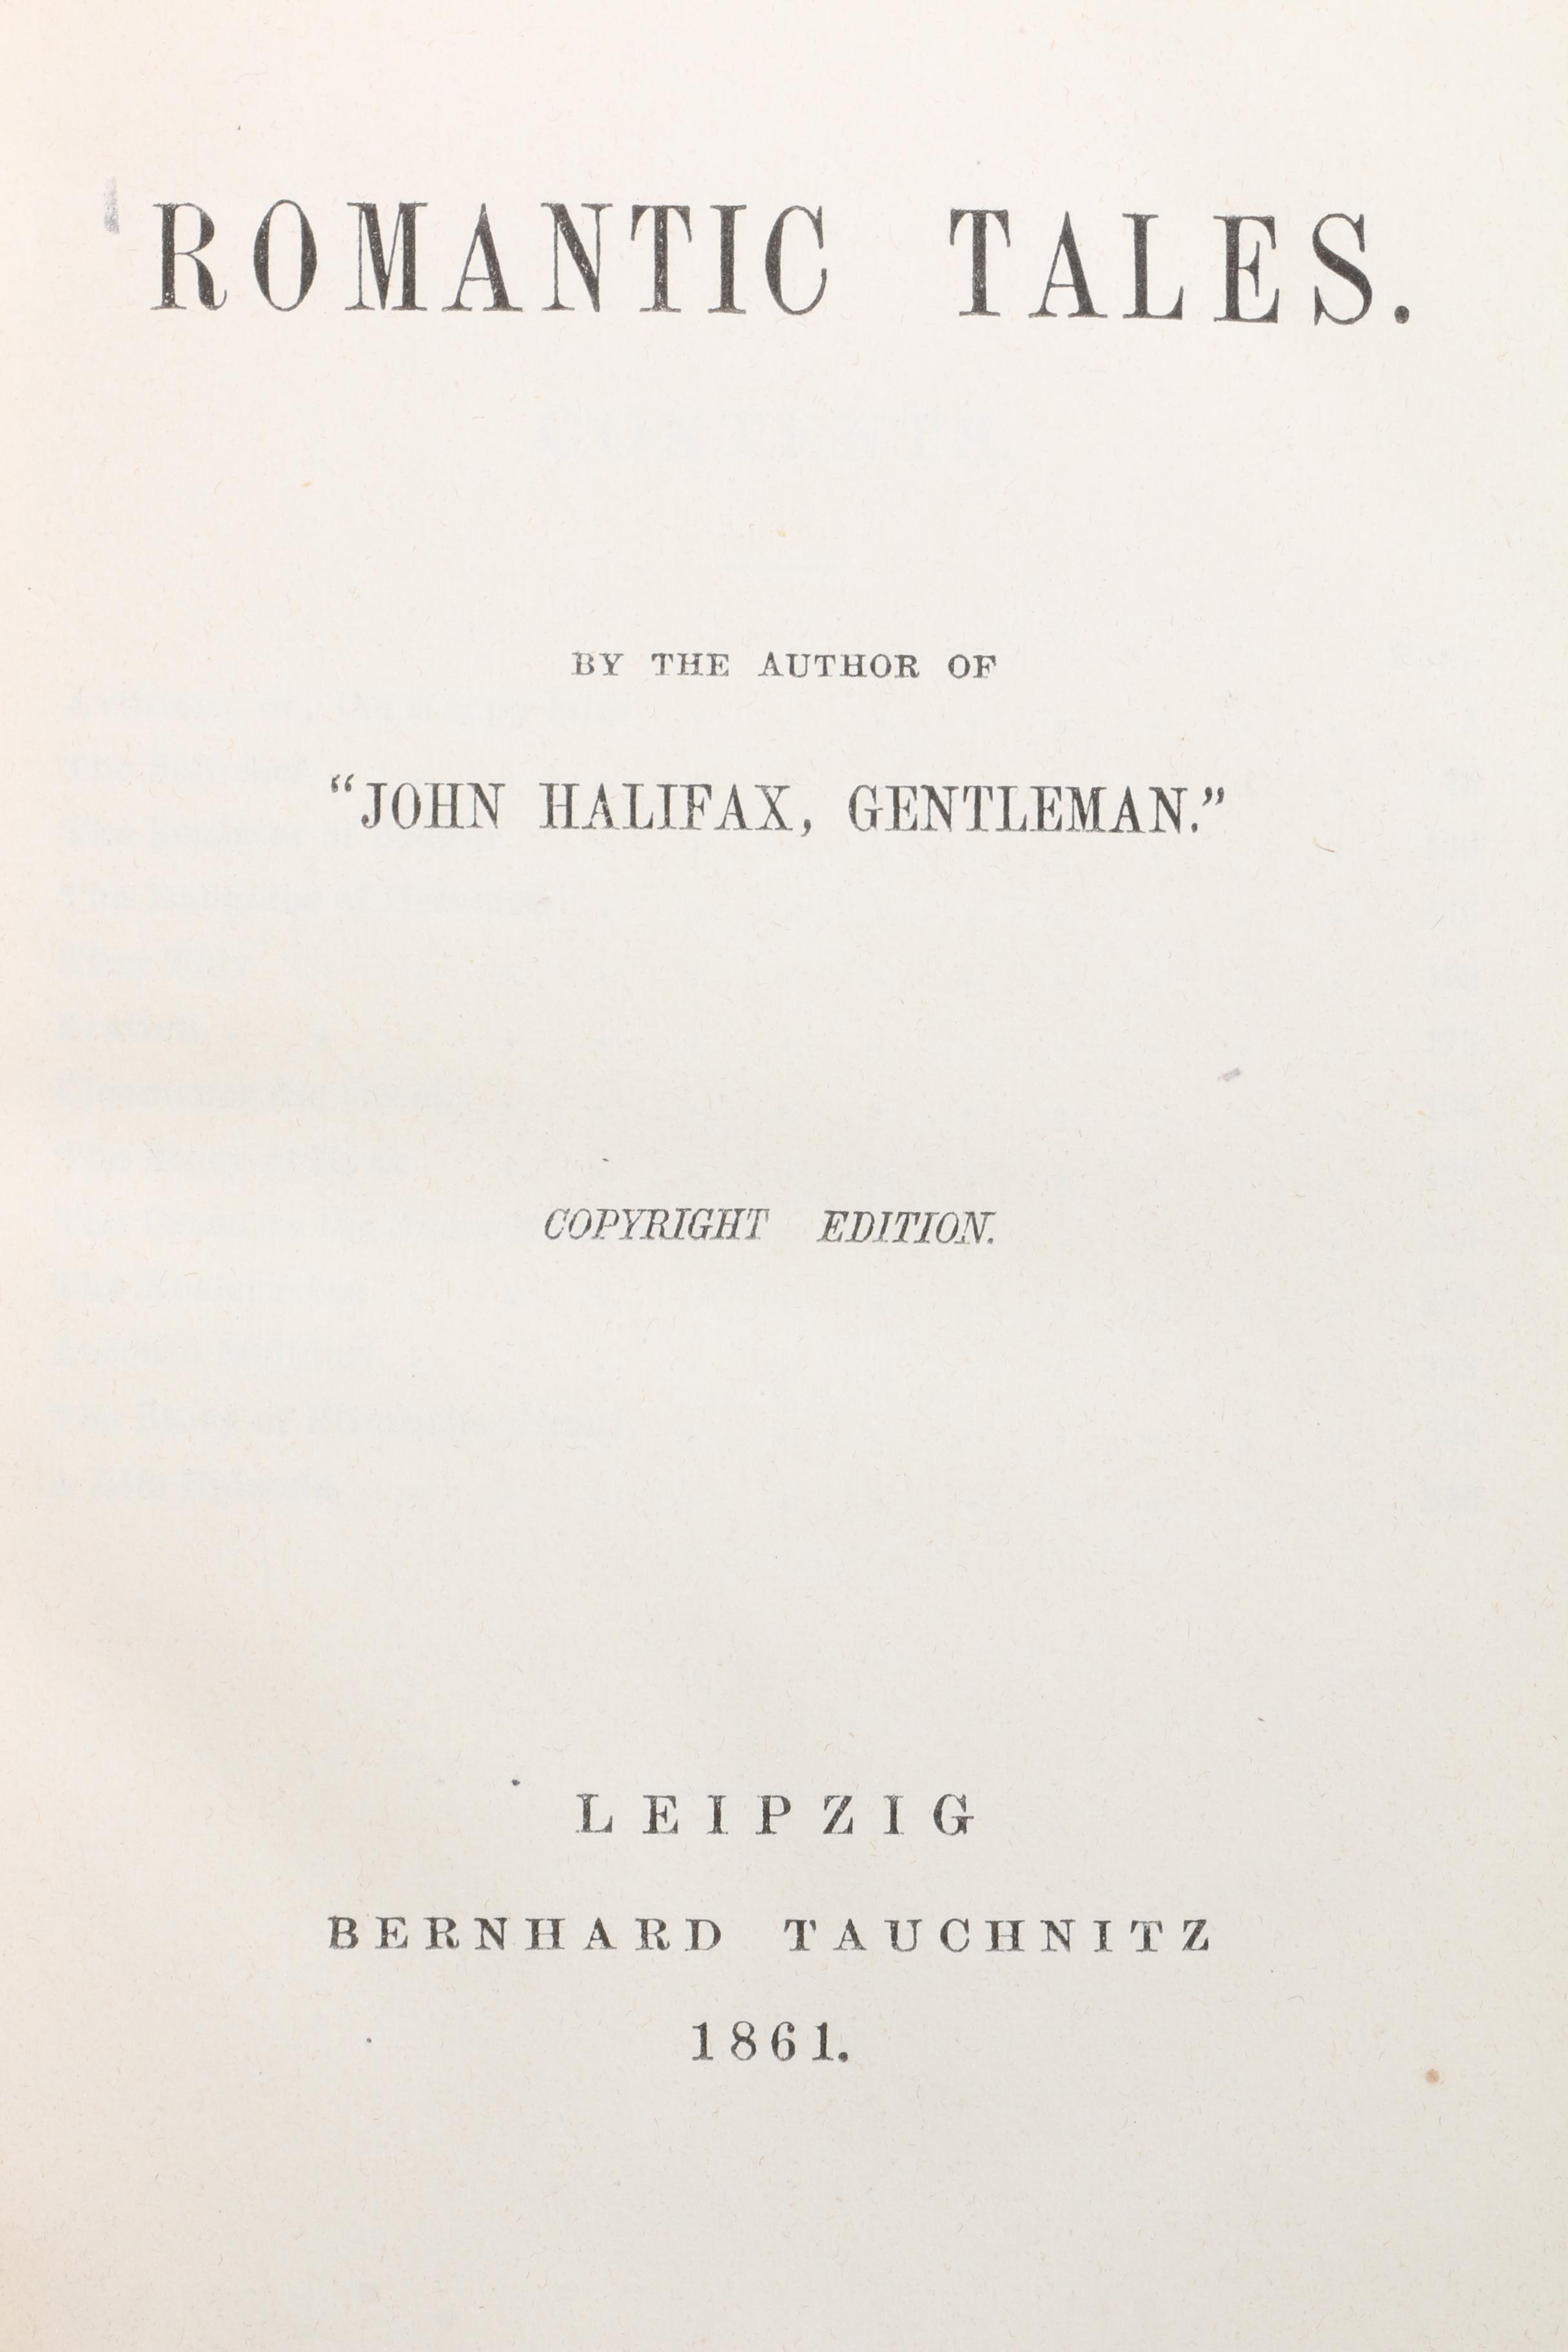 ROMANTIC TALES.
BY THE AUTHOR OF
“JOHN HALIFAX, GENTLEMAN.”
COPYRIGHT EDITION.
LEIPZIG
BERNHARD TAUCHNITZ
1861.